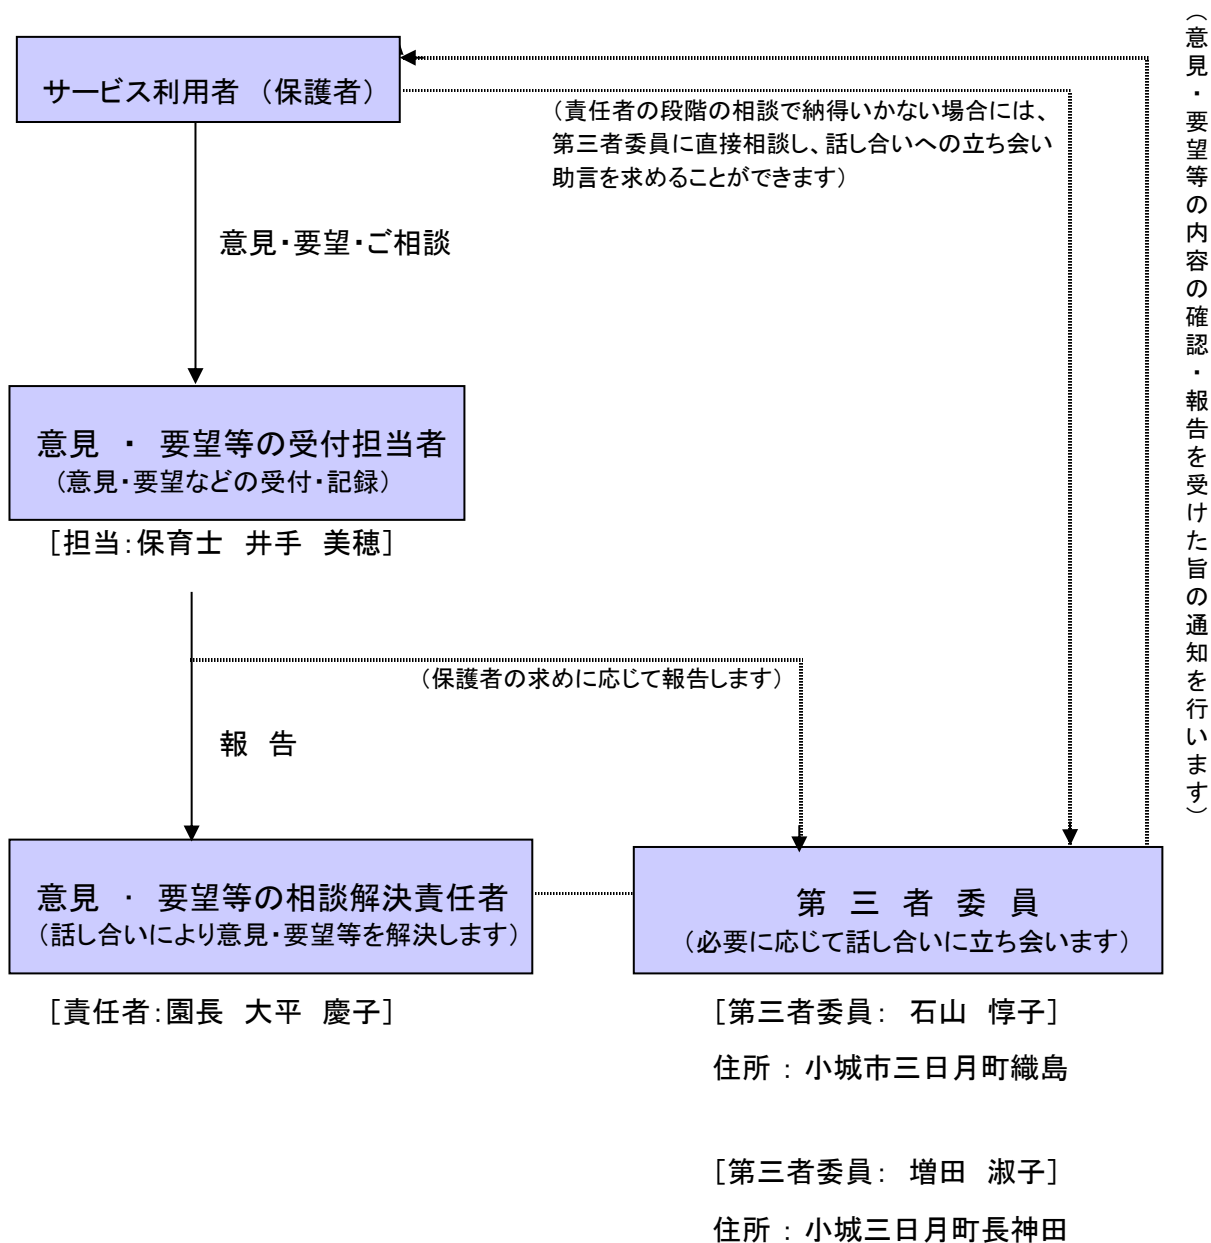 サービス利用者 （保護者）
（責任者の段階の相談で納得いかない場合には、
第三者委員に直接相談し、話し合いへの立ち会い
助言を求めることができます）
（意見・要望等の内容の確認・報告を受けた旨の通知を行います）
意見・要望・ご相談
意見 ・ 要望等の受付担当者
（意見・要望などの受付・記録）
［担当：保育士 井手 美穂］
（保護者の求めに応じて報告します）
報 告
意見 ・ 要望等の相談解決責任者
（話し合いにより意見・要望等を解決します）
第 三 者 委 員
（必要に応じて話し合いに立ち会います）
［責任者：園長 大平 慶子］
［第三者委員： 石山 惇子］
住所 ： 小城市三日月町織島
［第三者委員： 増田 淑子］
住所 ： 小城三日月町長神田